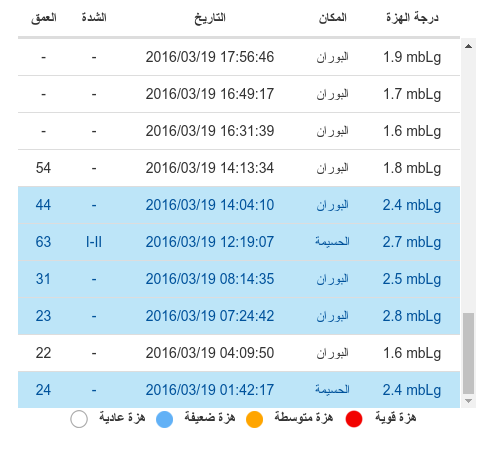 درجة الهزة المكان التاريخ الشدة العمق
1.9 mbLg البوران 2016/03/19 17:56:46 - -
1.7 mbLg البوران 2016/03/19 16:49:17 - -
1.6 mbLg البوران 2016/03/19 16:31:39 - -
1.8 mbLg البوران 2016/03/19 14:13:34 - 54
2.4 mbLg البوران 2016/03/19 14:04:10 - 44
2.7 mbLg الحسيمة 2016/03/19 12:19:07 I-II 63
2.5 mbLg البوران 2016/03/19 08:14:35 - 31
2.8 mbLg البوران 2016/03/19 07:24:42 - 23
1.6 mbLg البوران 2016/03/19 04:09:50 - 22
2.4 mbLg الحسيمة 2016/03/19 01:42:17 - 24
هزة قوية هزة متوسطة هزة ضعيفة هزة عادية